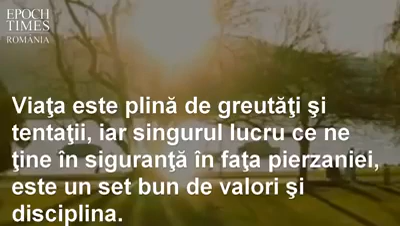 EPOCH
TIMES
ROMÂNIA
Viaţa este plină de greutăţi şi
tentaţii, iar singurul lucru ce ne
ţine în siguranţă în faţa pierzaniei,
este un set bun de valori şi
disciplina.